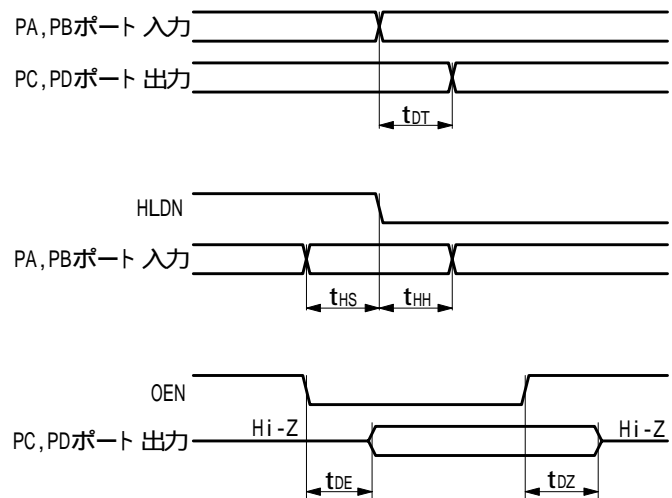 PA,PBポート 入力
PC,PDポート 出力
tDT
HLDN
PA,PBポート 入力
tHS tHH
OEN
PC,PDポート 出力 Hi-Z Hi-Z
tDE tDZ